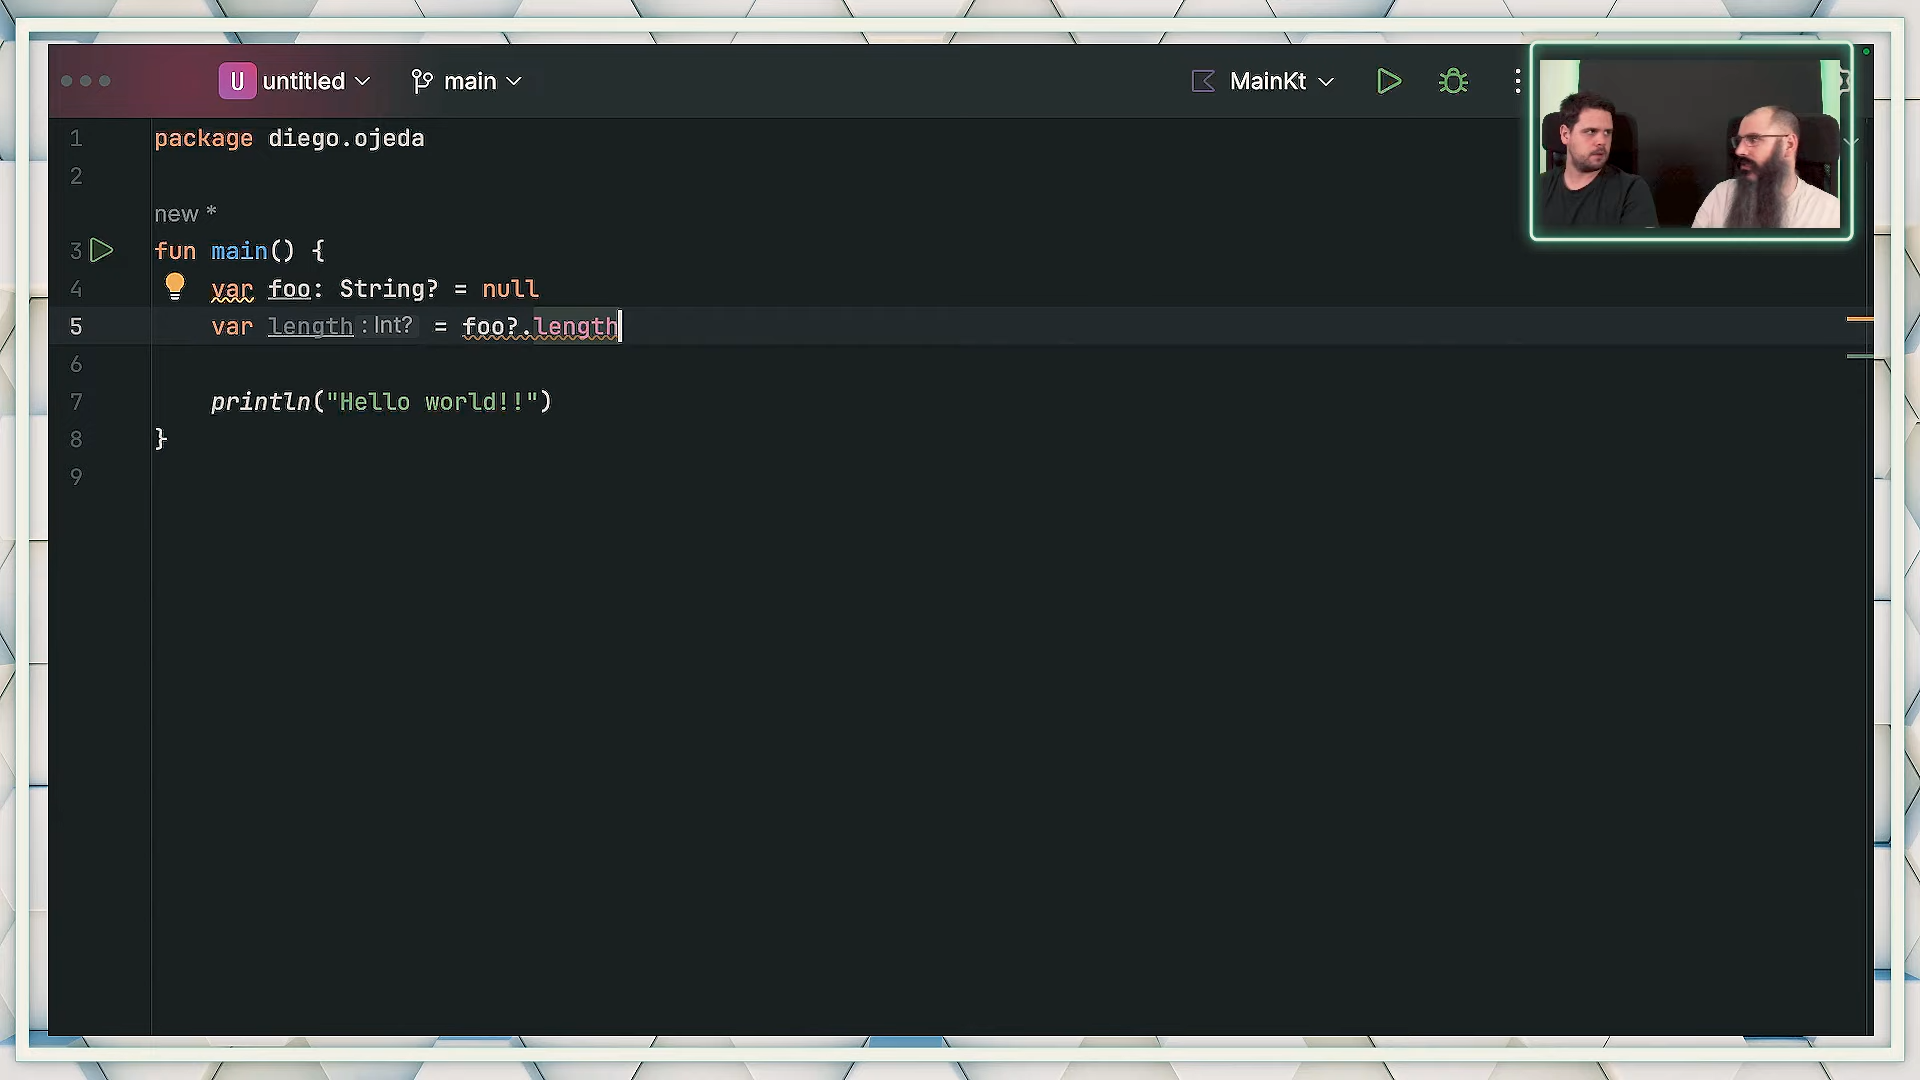 U untitled main MainKt
1 package diego.ojeda
2
new *
3 fun main() {
4 var foo: String? = null
5 var length : Int? = foo?.length
6
7 println("Hello world!!")
8 }
9